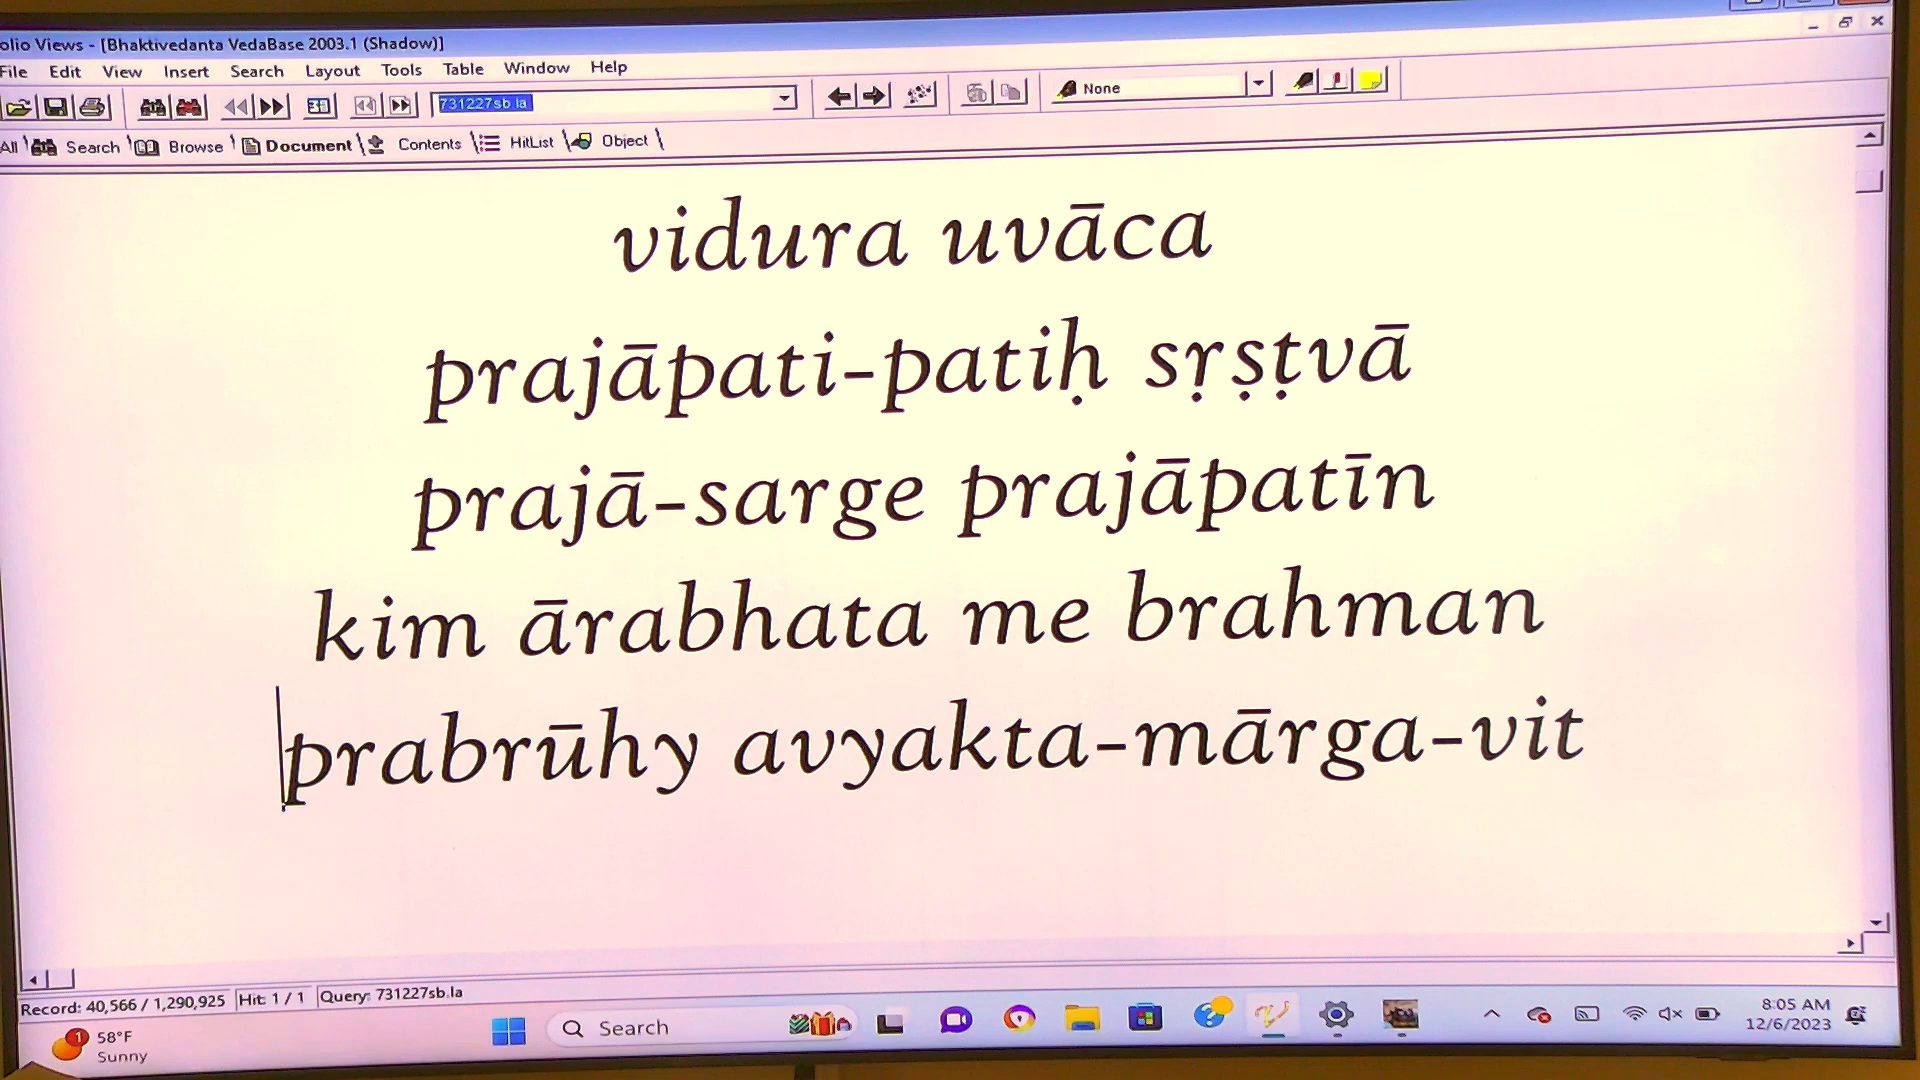 olio Views - [Bhaktivedanta VedaBase 2003.1 (Shadow)]
File Edit View Insert Search Layout Tools Table Window Help
731227sb.la
None
All Search Browse Document Contents HitList Object
vidura uvāca
prajāpati-patiḥ sṛṣṭvā
prajā-sarge prajāpatīn
kim ārabhata me brahman
prabrūhy avyakta-mārga-vit
Record: 40,566 / 1,290,925 Hit: 1 / 1 Query: 731227sb.la
1
58°F
Sunny
Search
8:05 AM
12/6/2023